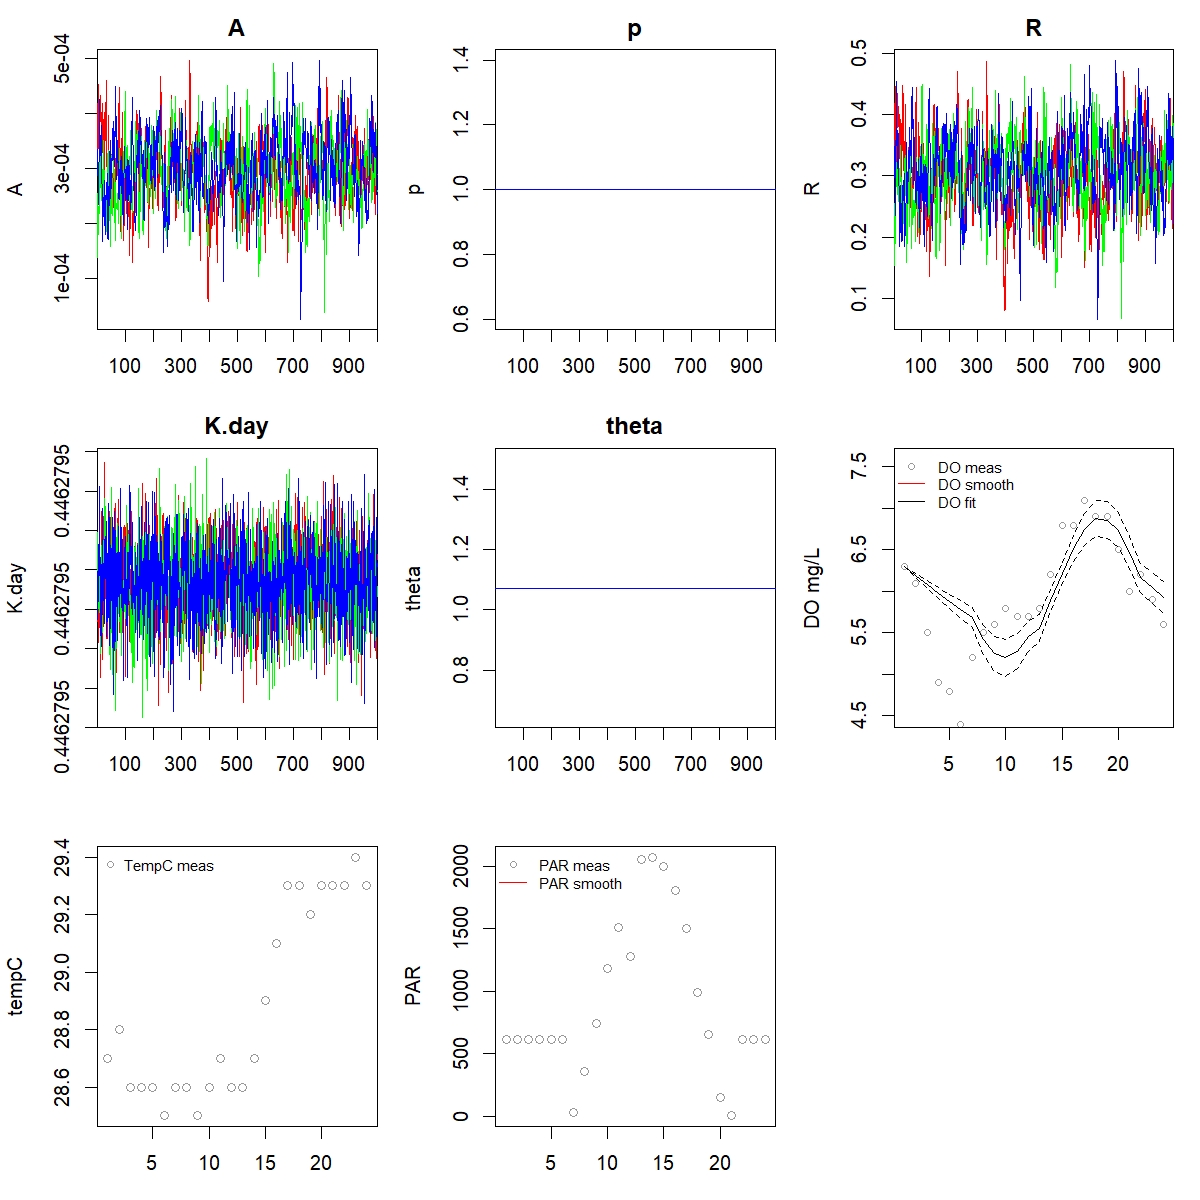 A
p
R
A
5e-04
3e-04
1e-04
100 300 500 700 900
p
1.4
1.2
1.0
0.8
0.6
100 300 500 700 900
R
0.5
0.4
0.3
0.2
0.1
100 300 500 700 900
K.day
theta
K.day
0.4462795
0.4462795
0.4462795
0.4462795
100 300 500 700 900
theta
1.4
1.2
1.0
0.8
100 300 500 700 900
DO mg/L
7.5
6.5
5.5
4.5
DO meas
DO smooth
DO fit
5 10 15 20
tempC
29.4
29.2
29.0
28.8
28.6
TempC meas
5 10 15 20
PAR
2000
1500
1000
500
0
PAR meas
PAR smooth
5 10 15 20